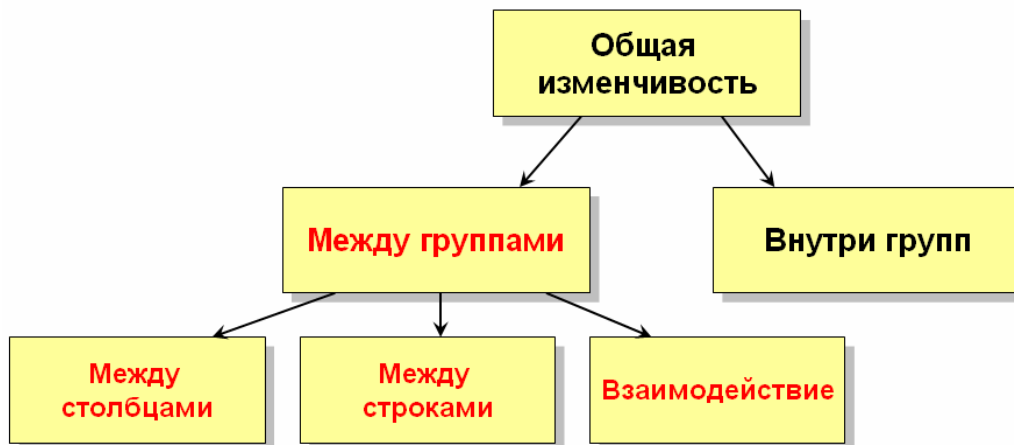 Общая
изменчивость
Между группами
Внутри групп
Между
столбцами
Между
строками
Взаимодействие